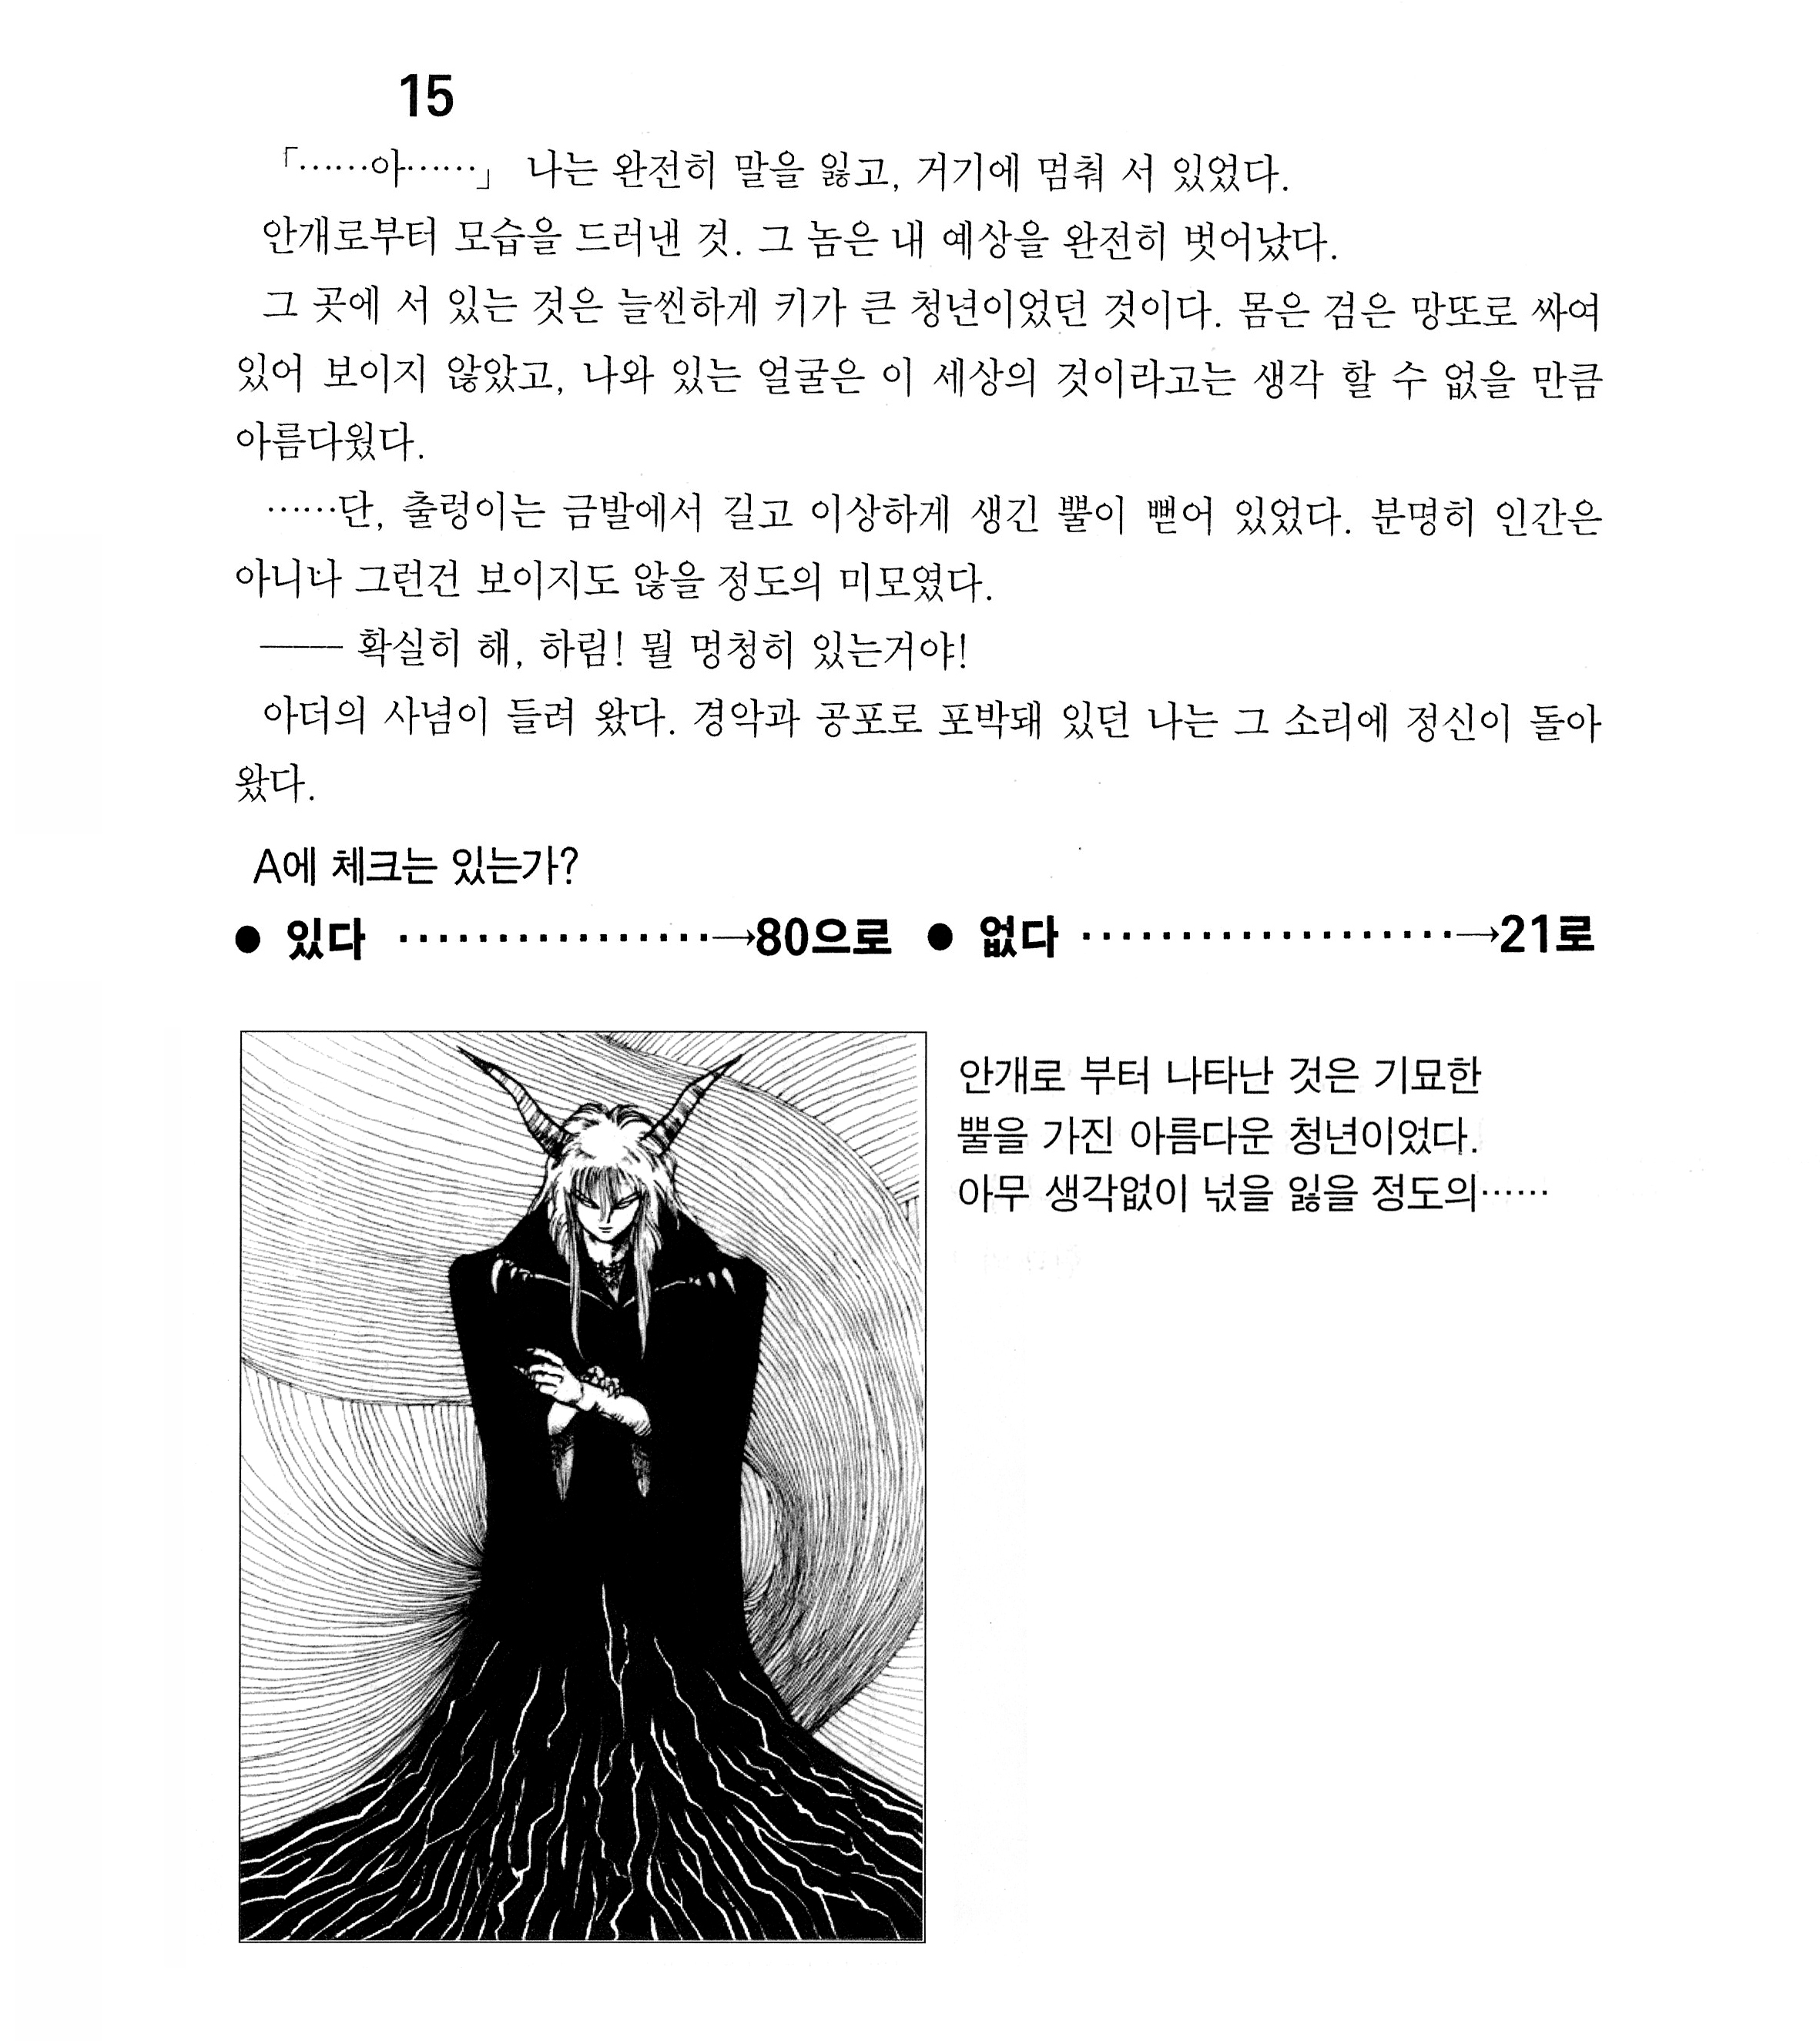 15
「……아……」 나는 완전히 말을 잃고, 거기에 멈춰 서 있었다.
안개로부터 모습을 드러낸 것. 그 놈은 내 예상을 완전히 벗어났다.
그 곳에 서 있는 것은 늘씬하게 키가 큰 청년이었던 것이다. 몸은 검은 망또로 싸여
있어 보이지 않았고, 나와 있는 얼굴은 이 세상의 것이라고는 생각 할 수 없을 만큼
아름다웠다.
……단, 출렁이는 금발에서 길고 이상하게 생긴 뿔이 뻗어 있었다. 분명히 인간은
아니나 그런건 보이지도 않을 정도의 미모였다.
―― 확실히 해, 하림! 뭘 멍청히 있는거야!
아더의 사념이 들려 왔다. 경악과 공포로 포박돼 있던 나는 그 소리에 정신이 돌아
왔다.
A에 체크는 있는가?
● 있다 ················→80으로 ● 없다 ···················→21로
안개로 부터 나타난 것은 기묘한
뿔을 가진 아름다운 청년이었다.
아무 생각없이 넋을 잃을 정도의……